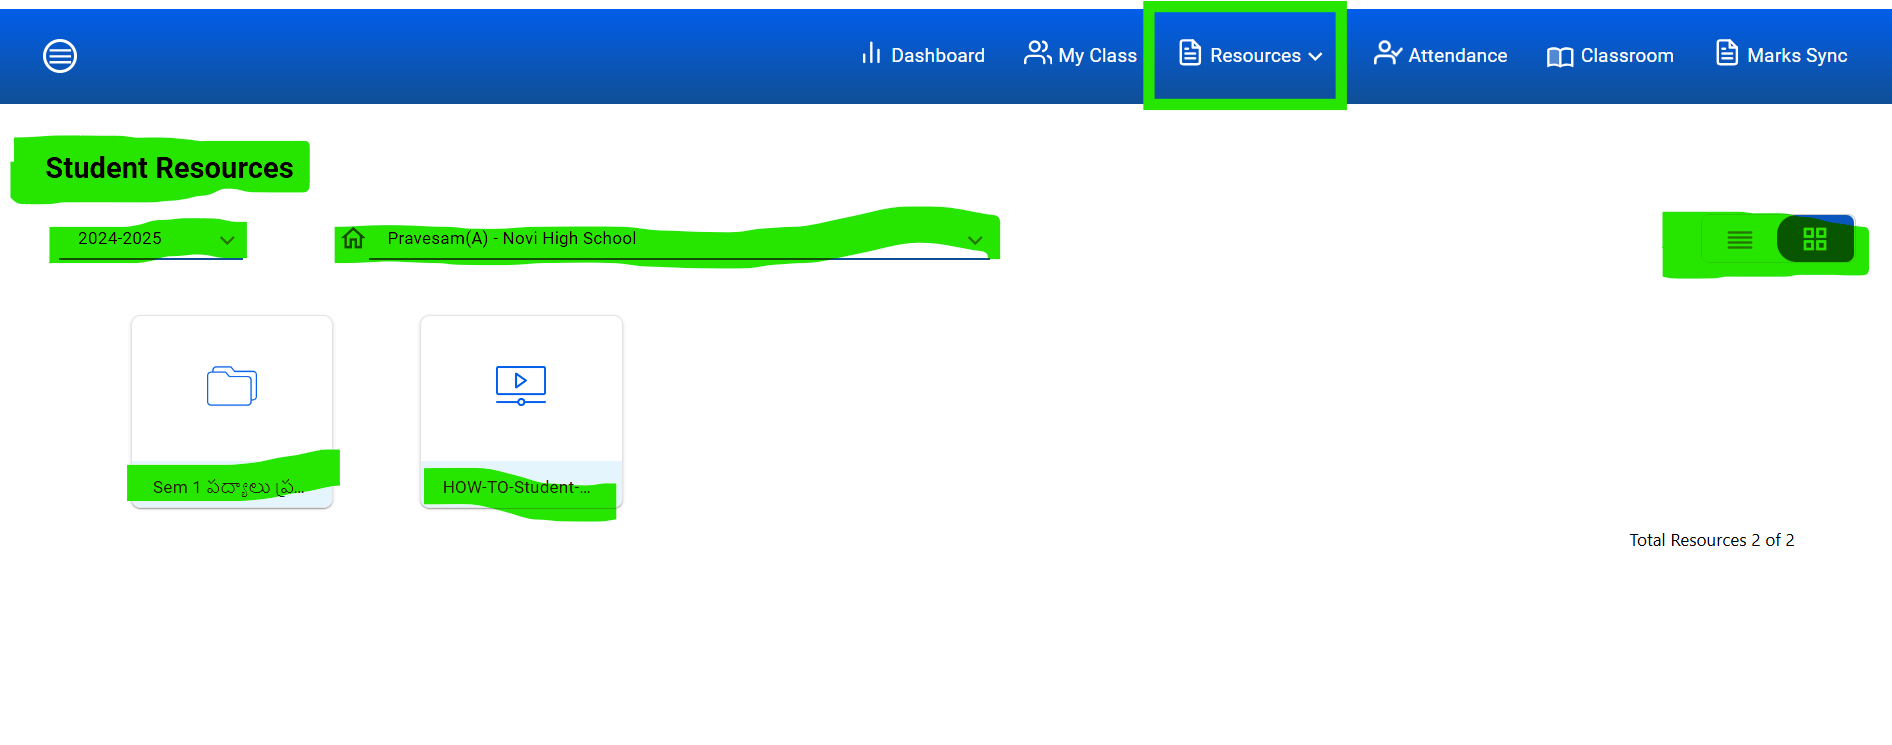 Dashboard My Class Resources Attendance Classroom Marks Sync
Student Resources
2024-2025 Pravesam(A) - Novi High School
Sem 1 పద్యాలు ప్ర... HOW-TO-Student-...
Total Resources 2 of 2